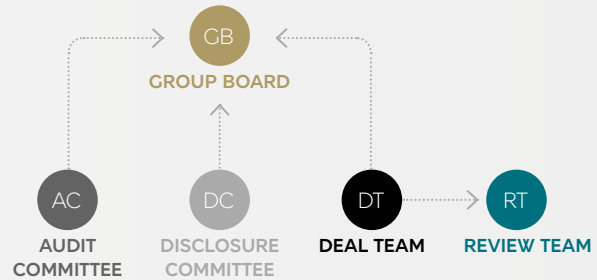 GB
GROUP BOARD
AC
DC
DT
RT
AUDIT
COMMITTEE
DISCLOSURE
COMMITTEE
DEAL TEAM
REVIEW TEAM